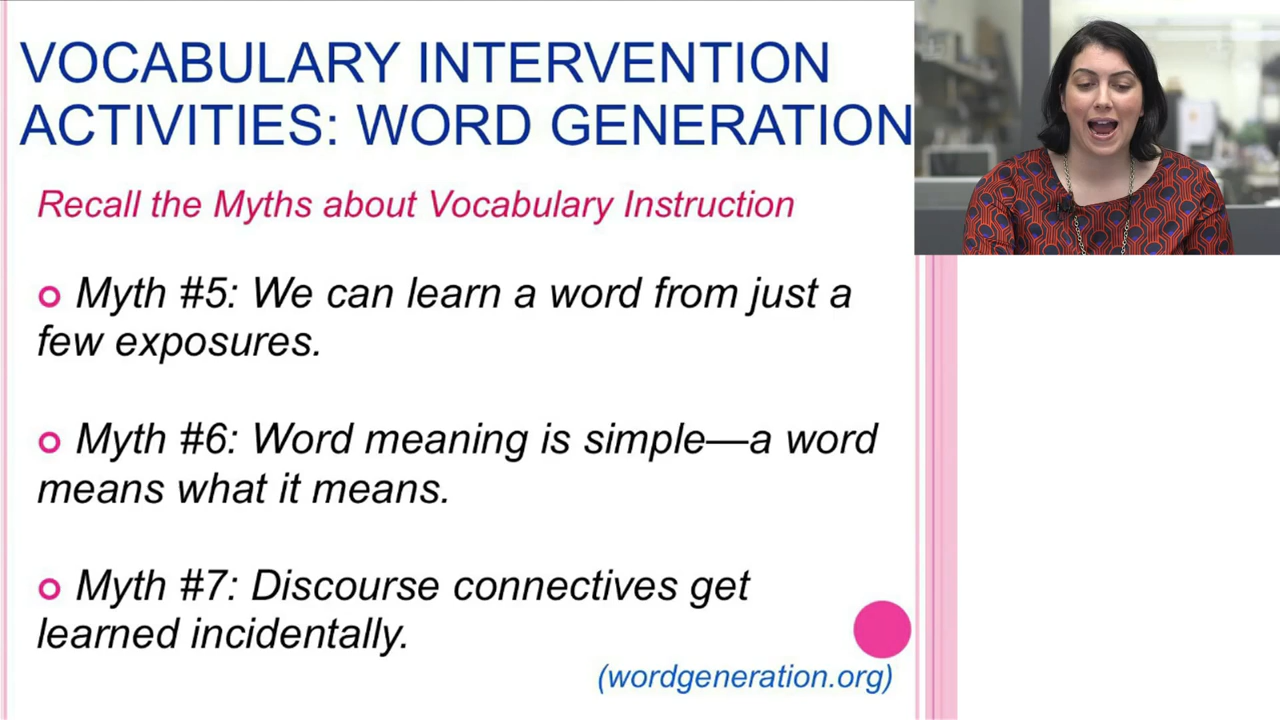 VOCABULARY INTERVENTION
ACTIVITIES: WORD GENERATION
Recall the Myths about Vocabulary Instruction
Myth #5: We can learn a word from just a
few exposures.
Myth #6: Word meaning is simple—a word
means what it means.
Myth #7: Discourse connectives get
learned incidentally.
(wordgeneration.org)